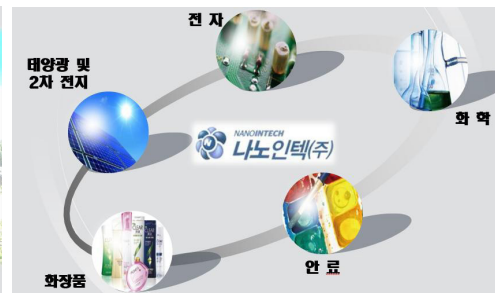 전 자
태양광 및
2차 전지
화 학
NANOINTECH
나노인텍(주)
안 료
화장품